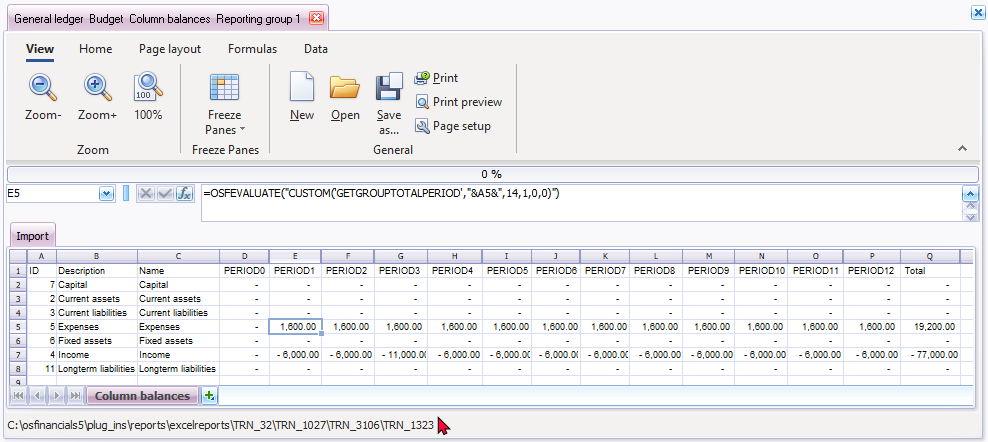 General ledger Budget Column balances Reporting group 1
View Home Page layout Formulas Data
Zoom- Zoom+ 100 100% Freeze Panes New Open Save as... Print
Print preview
Page setup
Zoom Freeze Panes General
0 %
E5 fx =OSFEVALUATE("CUSTOM('GETGROUPTOTALPERIOD',"&A5&",14,1,0,0)")
Import
A B C D E F G H I J K L M N O P Q
1 ID Description Name PERIOD0 PERIOD1 PERIOD2 PERIOD3 PERIOD4 PERIOD5 PERIOD6 PERIOD7 PERIOD8 PERIOD9 PERIOD10 PERIOD11 PERIOD12 Total
2 7 Capital Capital - - - - - - - - - - - - - -
3 2 Current assets Current assets - - - - - - - - - - - - - -
4 3 Current liabilities Current liabilities - - - - - - - - - - - - - -
5 5 Expenses Expenses - 1,600.00 1,600.00 1,600.00 1,600.00 1,600.00 1,600.00 1,600.00 1,600.00 1,600.00 1,600.00 1,600.00 1,600.00 19,200.00
6 6 Fixed assets Fixed assets - - - - - - - - - - - - - -
7 4 Income Income - - 6,000.00 - 6,000.00 - 11,000.00 - 6,000.00 - 6,000.00 - 6,000.00 - 6,000.00 - 6,000.00 - 6,000.00 - 6,000.00 - 6,000.00 - 6,000.00 - 77,000.00
8 11 Longterm liabilities Longterm liabilities - - - - - - - - - - - - - -
9
Column balances
C:\osfinancials5\plug_ins\reports\excelreports\TRN_32\TRN_1027\TRN_3106\TRN_1323